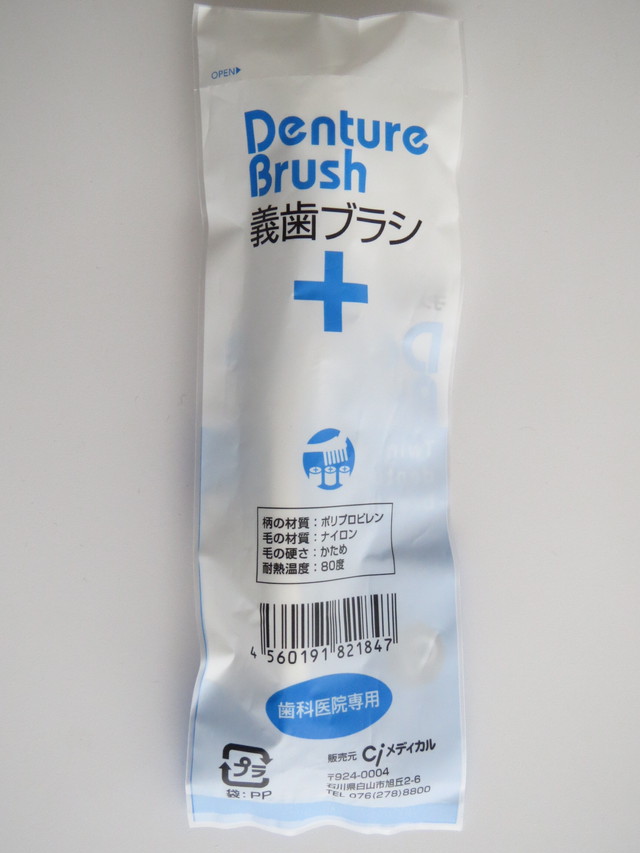 OPEN▶
Denture
Brush
義歯ブラシ
柄の材質：ポリプロピレン
毛の材質：ナイロン
毛の硬さ：かため
耐熱温度：80度
4 560191 821847
歯科医院専用
販売元 Ci メディカル
〒924-0004
石川県白山市旭丘2-6
TEL 076(278)8800
プラ
袋：PP